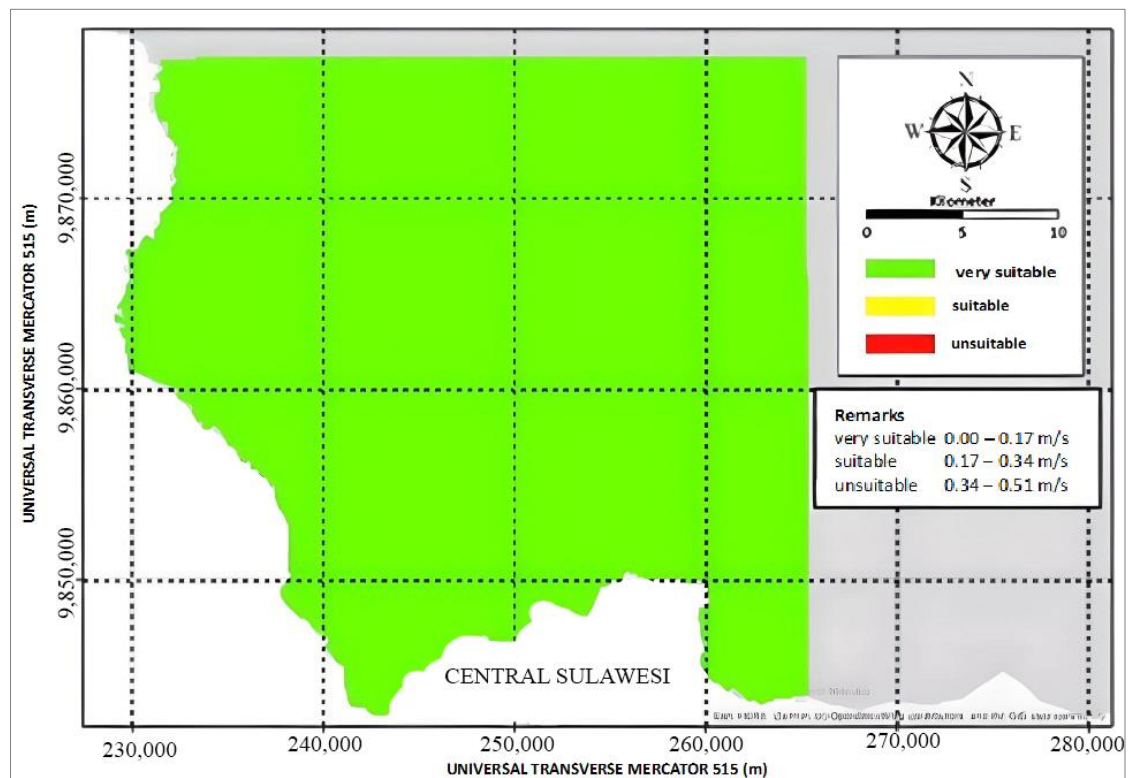 N
W E
S
Kilometer
0 5 10
very suitable
suitable
unsuitable
Remarks
very suitable 0.00 – 0.17 m/s
suitable 0.17 – 0.34 m/s
unsuitable 0.34 – 0.51 m/s
UNIVERSAL TRANSVERSE MERCATOR 515 (m)
9,870,000
9,860,000
9,850,000
CENTRAL SULAWESI
230,000 240,000 250,000 260,000 270,000 280,000
UNIVERSAL TRANSVERSE MERCATOR 515 (m)